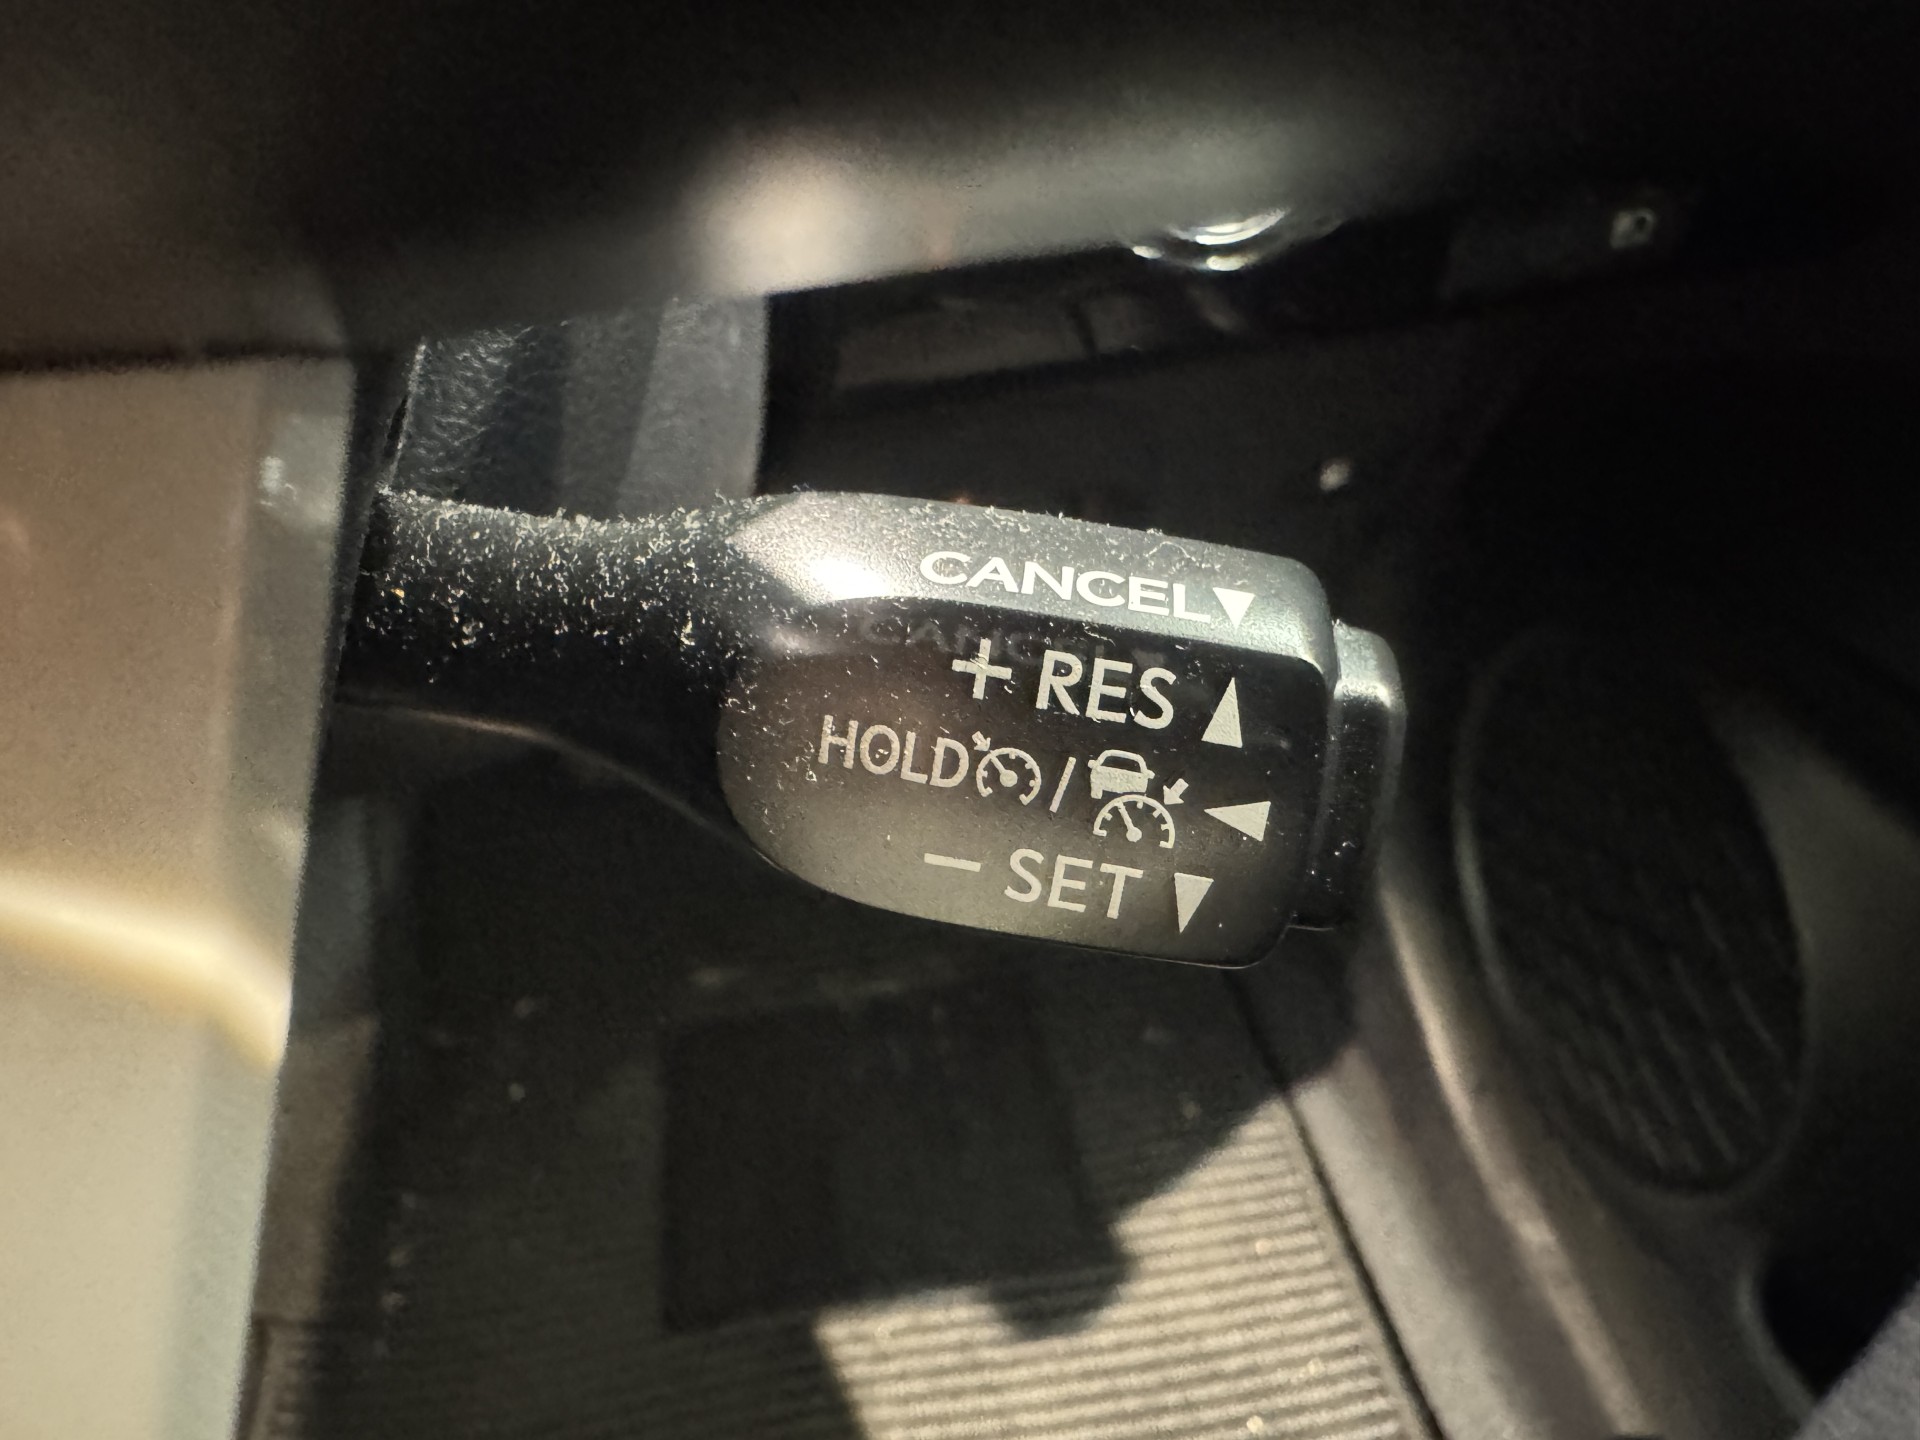 CANCEL▼
+ RES ▲
HOLD / ◀
− SET ▼